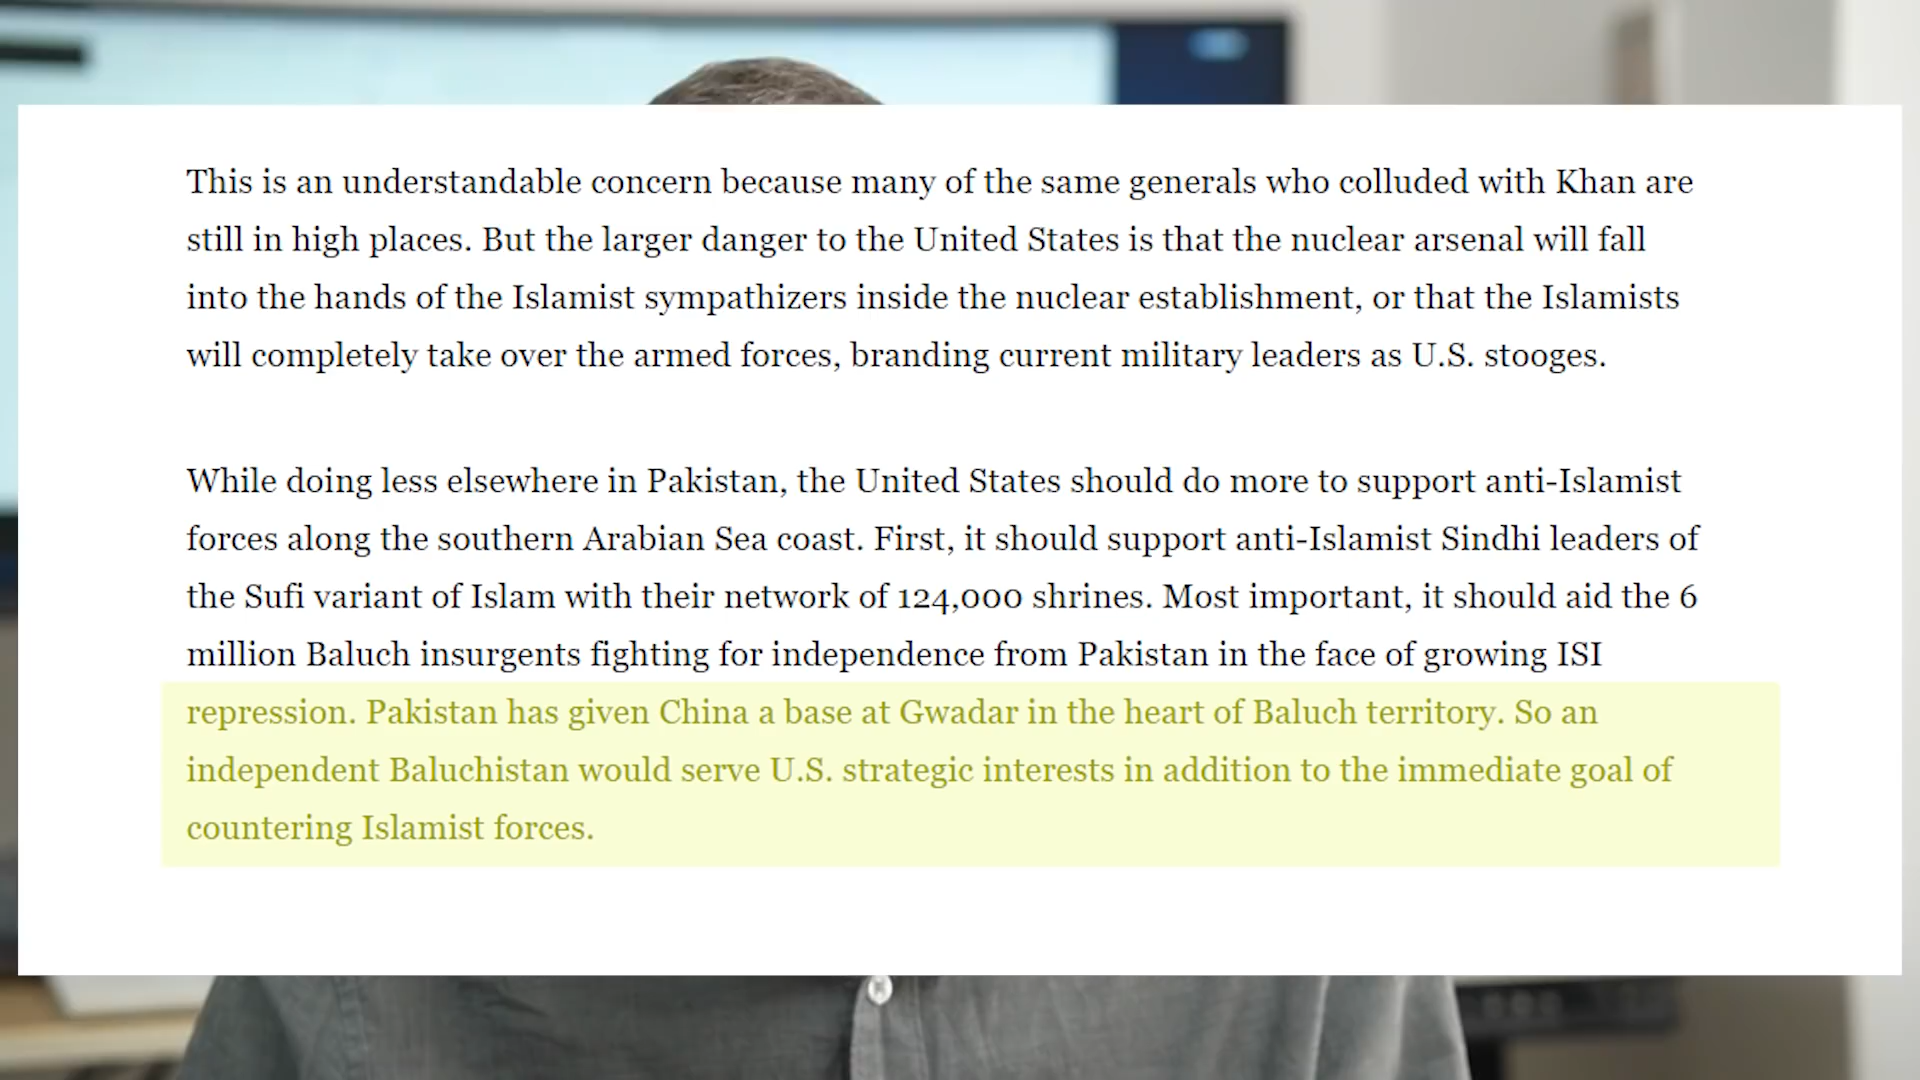 This is an understandable concern because many of the same generals who colluded with Khan are
still in high places. But the larger danger to the United States is that the nuclear arsenal will fall
into the hands of the Islamist sympathizers inside the nuclear establishment, or that the Islamists
will completely take over the armed forces, branding current military leaders as U.S. stooges.
While doing less elsewhere in Pakistan, the United States should do more to support anti-Islamist
forces along the southern Arabian Sea coast. First, it should support anti-Islamist Sindhi leaders of
the Sufi variant of Islam with their network of 124,000 shrines. Most important, it should aid the 6
million Baluch insurgents fighting for independence from Pakistan in the face of growing ISI
repression. Pakistan has given China a base at Gwadar in the heart of Baluch territory. So an
independent Baluchistan would serve U.S. strategic interests in addition to the immediate goal of
countering Islamist forces.